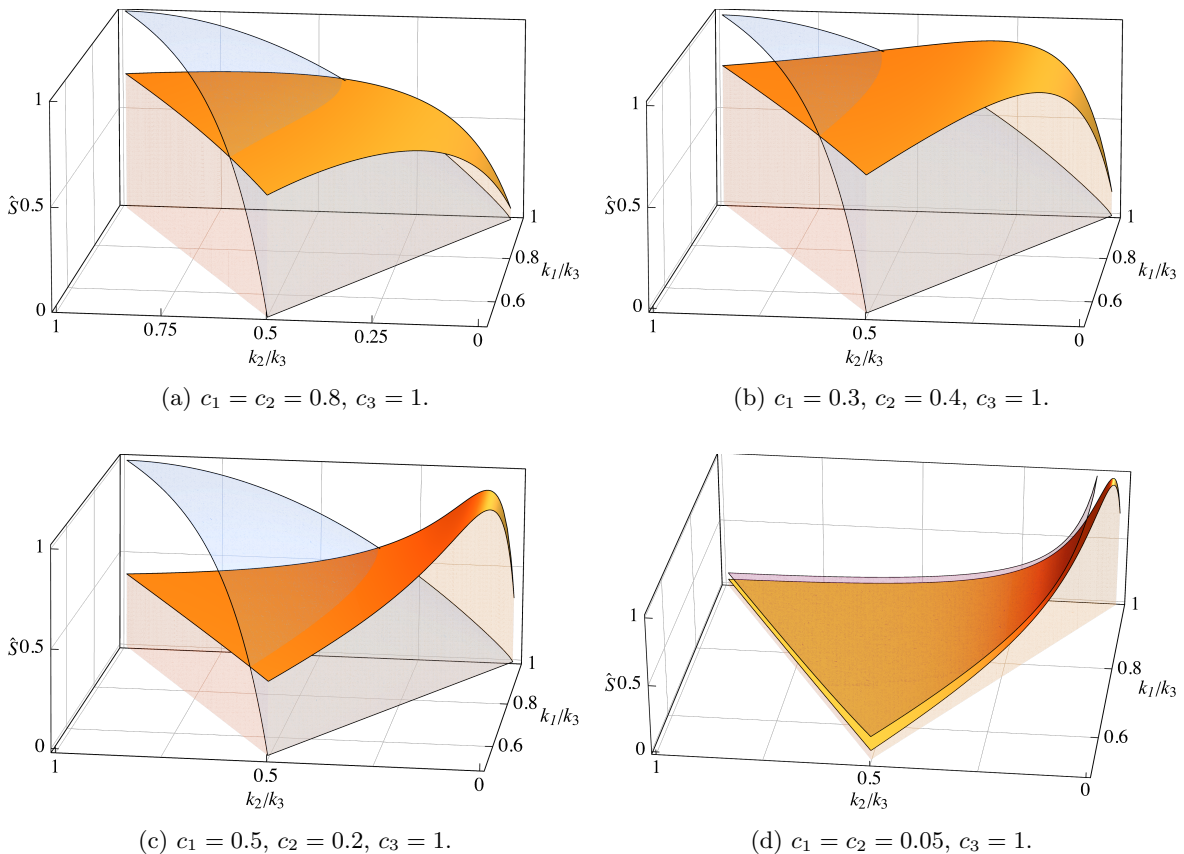 1
0.5
ŝ
0
1
0.75
0.5
0.25
0
k2/k3
0.6
0.8
1
k1/k3
(a) c1 = c2 = 0.8, c3 = 1.
1
0.5
ŝ
0
1
0.5
0
k2/k3
0.6
0.8
1
k1/k3
(b) c1 = 0.3, c2 = 0.4, c3 = 1.
1
0.5
ŝ
0
1
0.5
0
k2/k3
0.6
0.8
1
k1/k3
(c) c1 = 0.5, c2 = 0.2, c3 = 1.
1
0.5
ŝ
0
1
0.5
0
k2/k3
0.6
0.8
1
k1/k3
(d) c1 = c2 = 0.05, c3 = 1.